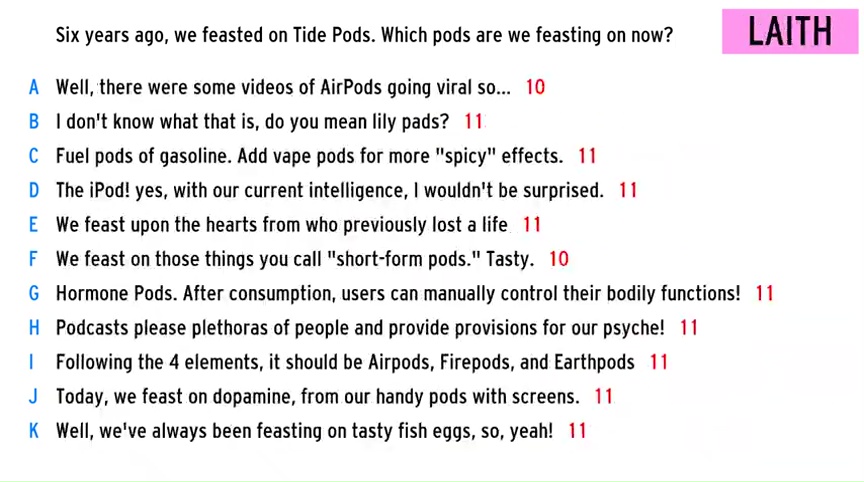 Six years ago, we feasted on Tide Pods. Which pods are we feasting on now?
LAITH
A Well, there were some videos of AirPods going viral so... 10
B I don't know what that is, do you mean lily pads? 11
C Fuel pods of gasoline. Add vape pods for more "spicy" effects. 11
D The iPod! yes, with our current intelligence, I wouldn't be surprised. 11
E We feast upon the hearts from who previously lost a life 11
F We feast on those things you call "short-form pods." Tasty. 10
G Hormone Pods. After consumption, users can manually control their bodily functions! 11
H Podcasts please plethoras of people and provide provisions for our psyche! 11
I Following the 4 elements, it should be Airpods, Firepods, and Earthpods 11
J Today, we feast on dopamine, from our handy pods with screens. 11
K Well, we've always been feasting on tasty fish eggs, so, yeah! 11